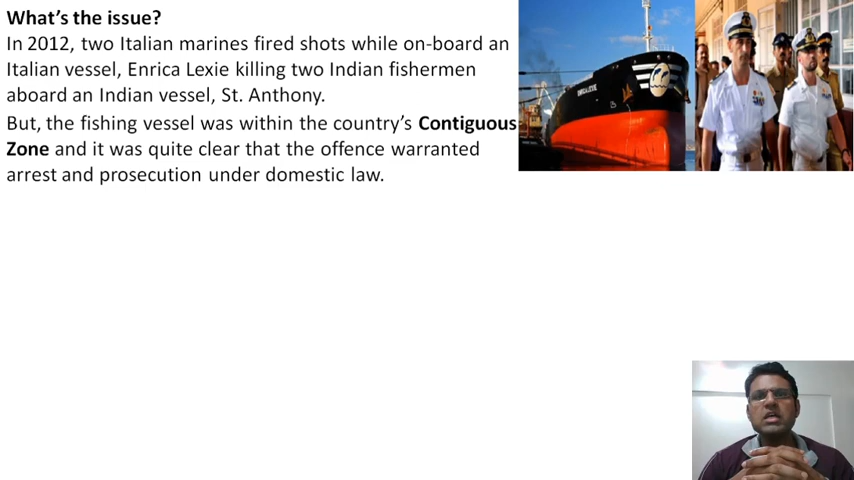 What's the issue?
In 2012, two Italian marines fired shots while on-board an
Italian vessel, Enrica Lexie killing two Indian fishermen
aboard an Indian vessel, St. Anthony.
But, the fishing vessel was within the country's Contiguous
Zone and it was quite clear that the offence warranted
arrest and prosecution under domestic law.
ENRICA LEXIE